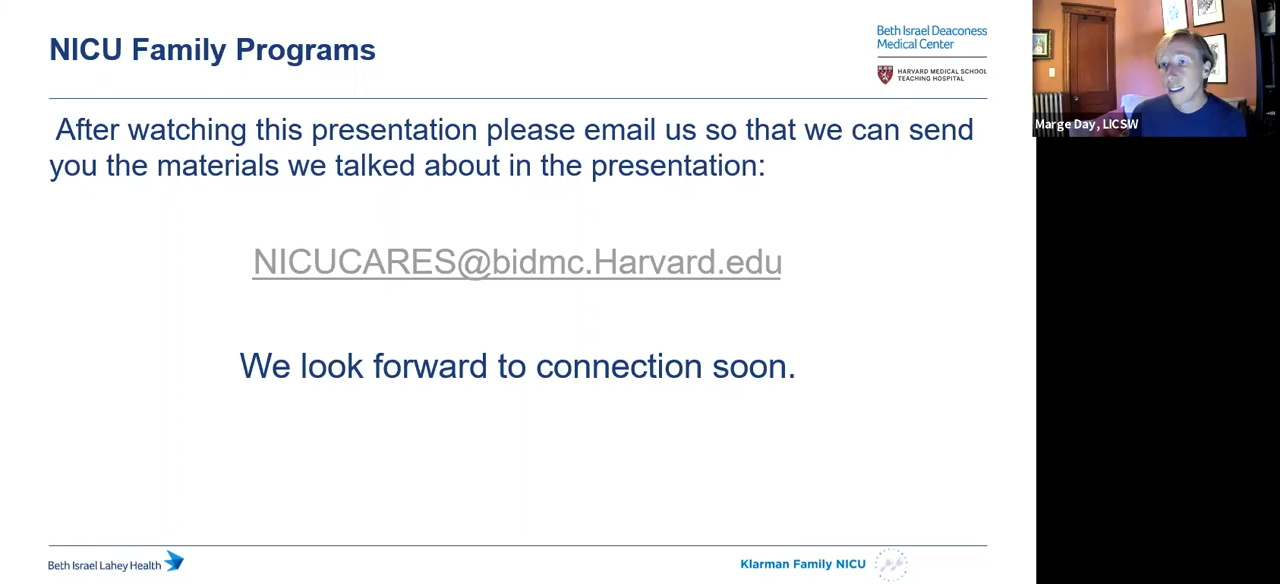 NICU Family Programs
Beth Israel Deaconess
Medical Center
HARVARD MEDICAL SCHOOL
TEACHING HOSPITAL
After watching this presentation please email us so that we can send
you the materials we talked about in the presentation:
NICUCARES@bidmc.Harvard.edu
We look forward to connection soon.
Beth Israel Lahey Health
Klarman Family NICU
Marge Day, LICSW